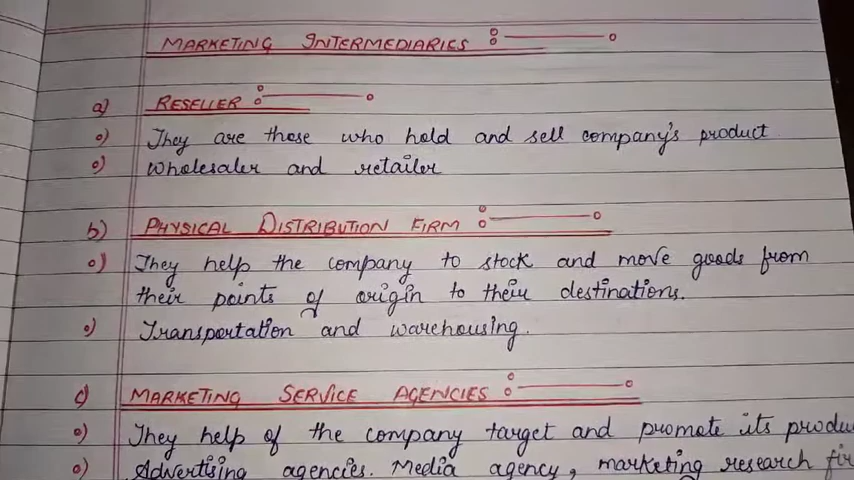 MARKETING INTERMEDIARIES
a) RESELLER
o) They are those who hold and sell company's product
o) Wholesaler and retailer
b) PHYSICAL DISTRIBUTION FIRM
o) They help the company to stock and move goods from
their points of origin to their destinations.
o) Transportation and warehousing.
c) MARKETING SERVICE AGENCIES
o) They help of the company target and promote its produ
o) Advertising agencies. Media agency, marketing research fir